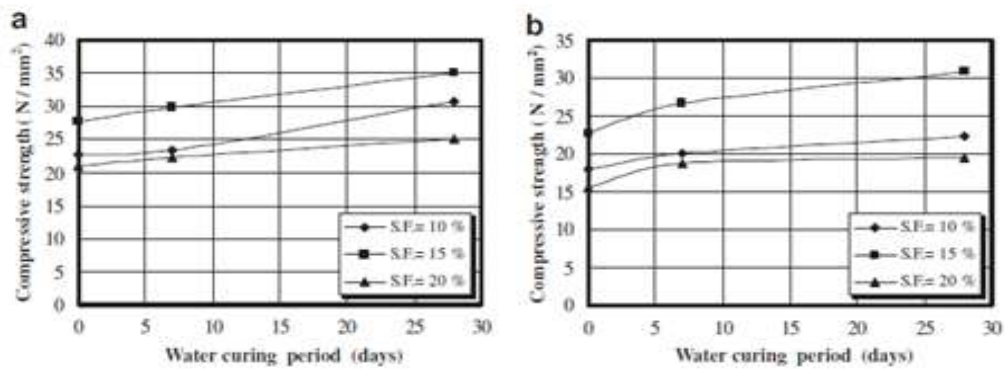 a
Compressive strength ( N / mm²)
40
35
30
25
20
15
10
5
0
S.F.= 10 %
S.F.= 15 %
S.F.= 20 %
0 5 10 15 20 25 30
Water curing period (days)
b
Compressive strength ( N / mm²)
35
30
25
20
15
10
5
0
S.F.= 10 %
S.F.= 15 %
S.F.= 20 %
0 5 10 15 20 25 30
Water curing period (days)